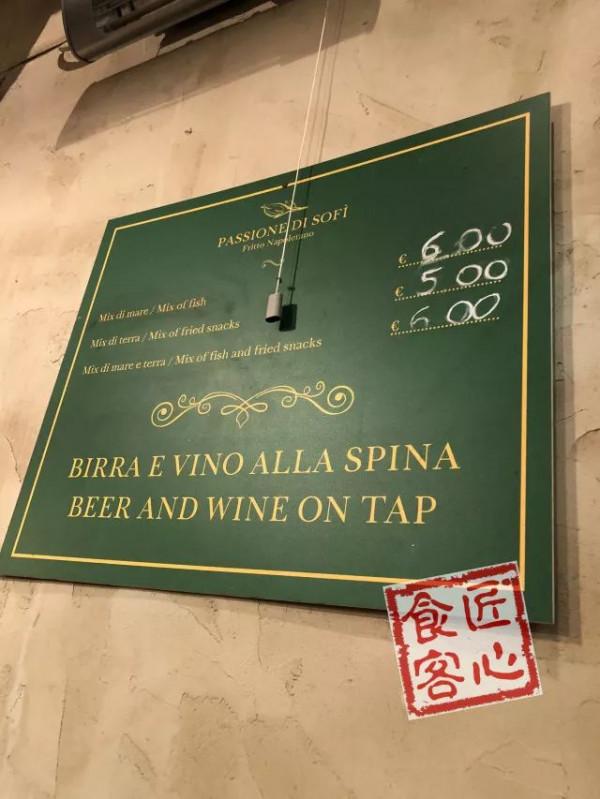 PASSIONE DI SOFÌ
Fritto Napoletano
Mix di mare / Mix of fish € 6.00
Mix di terra / Mix of fried snacks € 5.00
Mix di mare e terra / Mix of fish and fried snacks € 6.00
BIRRA E VINO ALLA SPINA
BEER AND WINE ON TAP
匠心
食客